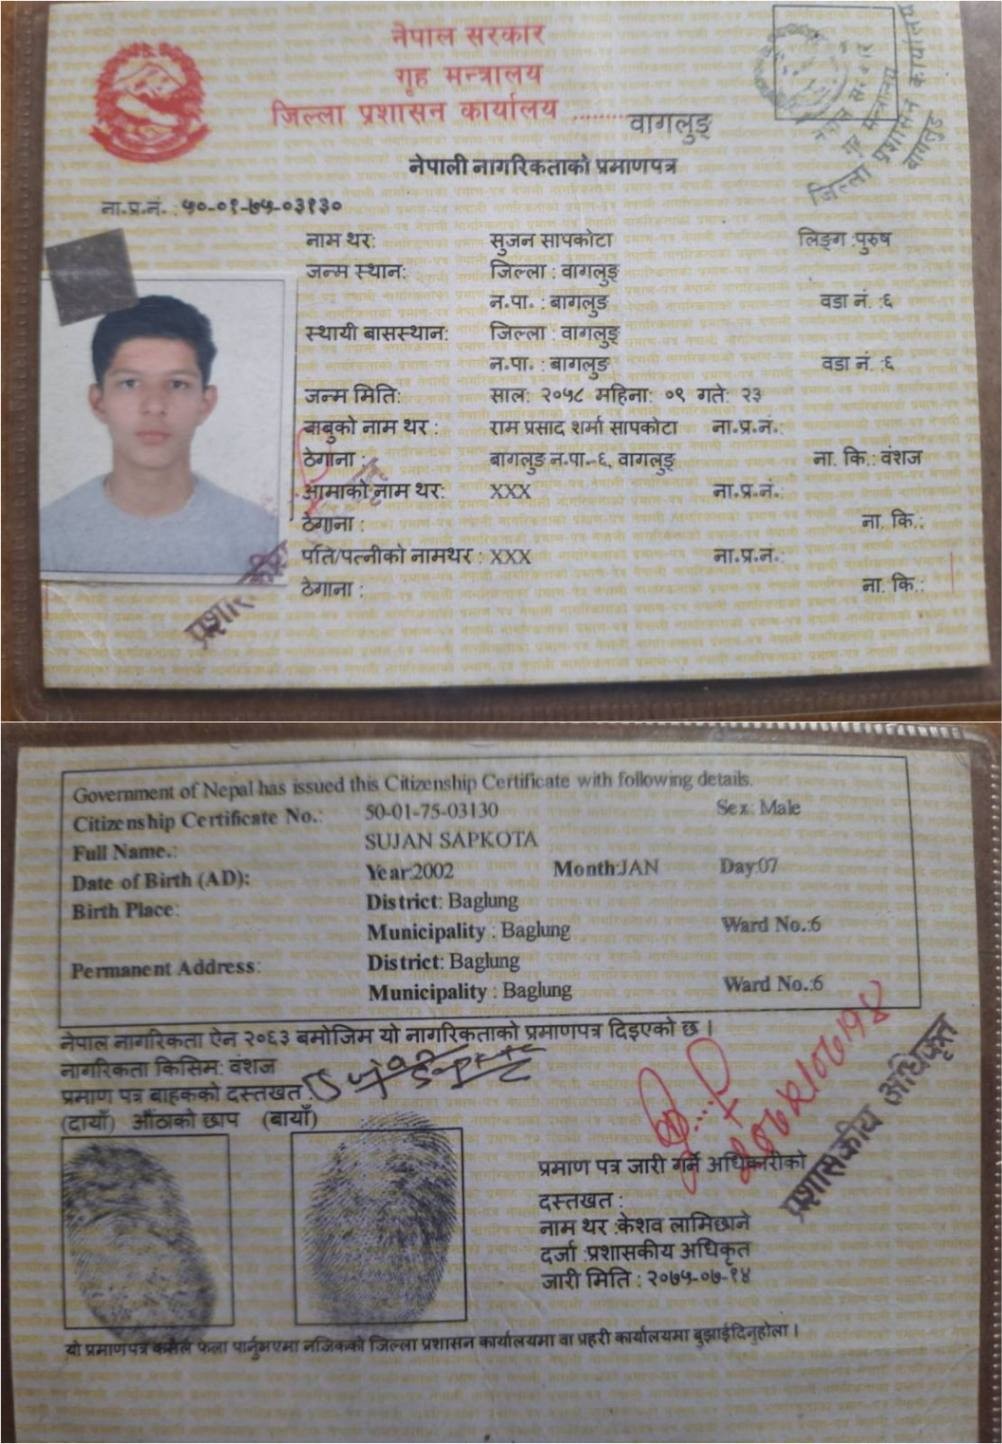 नेपाल सरकार
गृह मन्त्रालय
जिल्ला प्रशासन कार्यालय ......... वागलुङ्
नेपाल सरकार
गृह मन्त्रालय
जिल्ला प्रशासन कार्यालय
बागलुङ
नेपाली नागरिकताको प्रमाणपत्र
ना.प्र.नं. : ५०-०१-७५-०३१३०
नाम थर: सुजन सापकोटा लिङ्ग :पुरुष
जन्म स्थान: जिल्ला : वागलुङ्
न.पा. : बागलुङ वडा नं. :६
स्थायी बासस्थान: जिल्ला : वागलुङ्
न.पा. : बागलुङ वडा नं. :६
जन्म मिति: साल: २०५८ महिना: ०९ गते: २३
बाबुको नाम थर : राम प्रसाद शर्मा सापकोटा ना.प्र.नं.:
ठेगाना : बागलुङ न.पा.-६, वागलुङ् ना. कि.: वंशज
आमाको नाम थर: XXX ना.प्र.नं.:
ठेगाना : ना. कि.:
पति/पत्नीको नामथर : XXX ना.प्र.नं.:
ठेगाना : ना. कि.:
Government of Nepal has issued this Citizenship Certificate with following details.
Citizenship Certificate No.: 50-01-75-03130 Sex: Male
Full Name.: SUJAN SAPKOTA
Date of Birth (AD): Year:2002 Month:JAN Day:07
Birth Place: District: Baglung
Municipality : Baglung Ward No.:6
Permanent Address: District: Baglung
Municipality : Baglung Ward No.:6
नेपाल नागरिकता ऐन २०६३ बमोजिम यो नागरिकताको प्रमाणपत्र दिइएको छ ।
नागरिकता किसिम: वंशज
प्रमाण पत्र बाहकको दस्तखत :
(दायाँ) औंठाको छाप (बायाँ)
२०७५/०७/१४
प्रशासकीय अधिकृत
प्रमाण पत्र जारी गर्ने अधिकारीको
दस्तखत :
नाम थर :केशव लामिछाने
दर्जा :प्रशासकीय अधिकृत
जारी मिति : २०७५-०७-१४
यो प्रमाणपत्र कसैले फेला पार्नुभएमा नजिकको जिल्ला प्रशासन कार्यालयमा वा प्रहरी कार्यालयमा बुझाईदिनुहोला ।